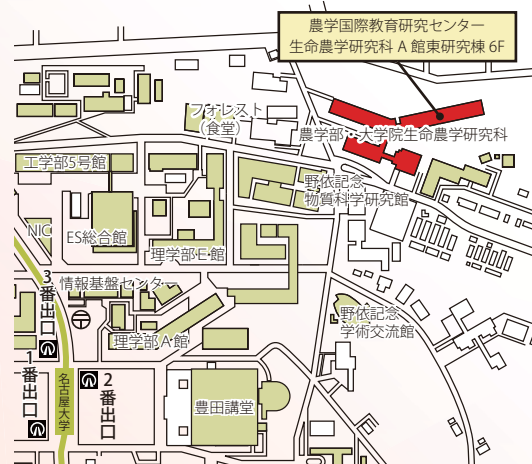 農学国際教育研究センター
生命農学研究科 A 館東研究棟 6F
フォレスト
(食堂)
農学部・大学院生命農学研究科
工学部5号館
野依記念
物質科学研究館
NIC
ES総合館
理学部E館
3番出口
情報基盤センター
野依記念
学術交流館
理学部A館
1番出口
名古屋大学
2番出口
豊田講堂